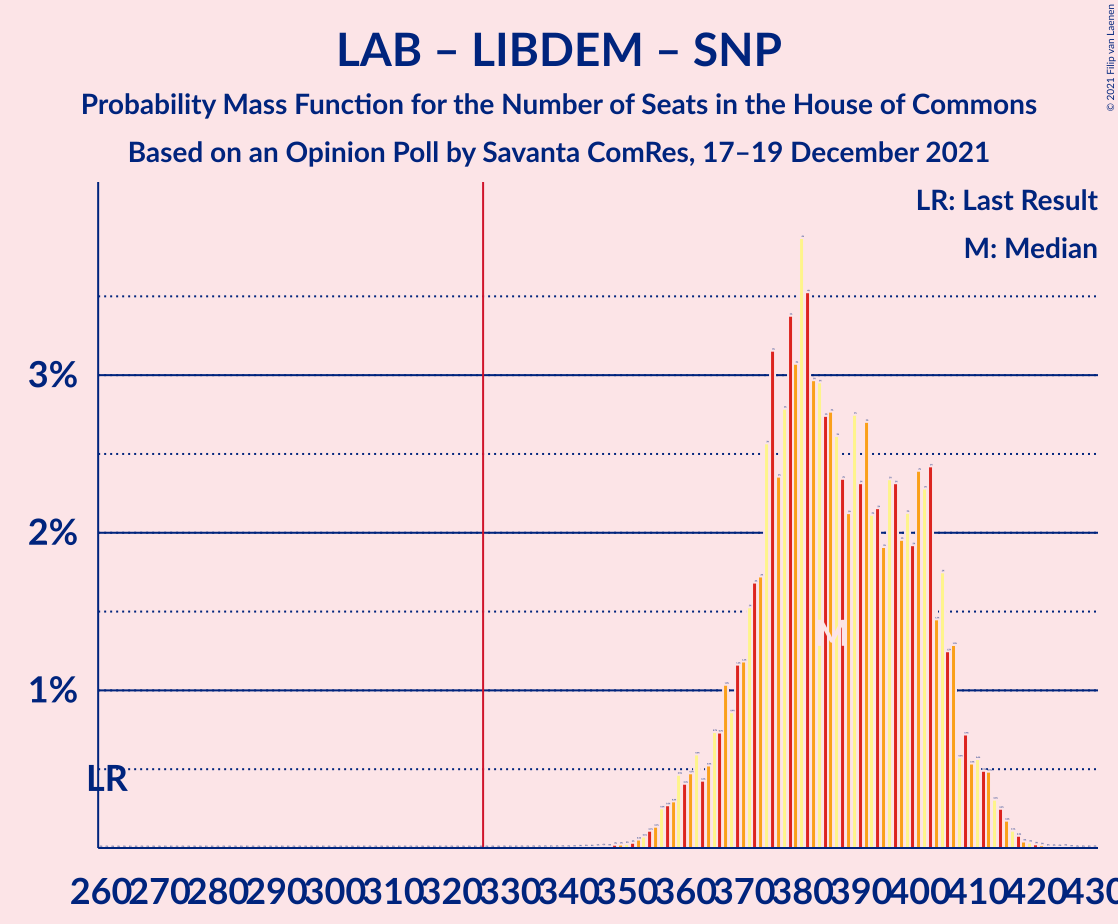 © 2021 Filip van Laenen
LAB – LIBDEM – SNP
Probability Mass Function for the Number of Seats in the House of Commons
Based on an Opinion Poll by Savanta ComRes, 17–19 December 2021
LR: Last Result
M: Median
3%
2%
M
1%
LR
260 270 280 290 300 310 320 330 340 350 360 370 380 390 400 410 420 430